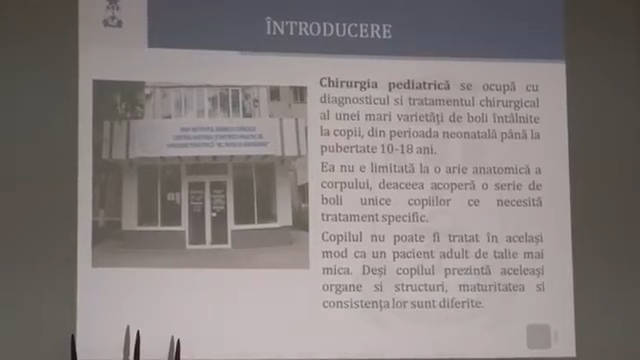 ÎNTRODUCERE
Chirurgia pediatrică se ocupă cu
diagnosticul si tratamentul chirurgical
al unei mari varietăți de boli întâlnite
la copii, din perioada neonatală până la
pubertate 10-18 ani.
Ea nu e limitată la o arie anatomică a
corpului, deaceea acoperă o serie de
boli unice copiilor ce necesită
tratament specific.
Copilul nu poate fi tratat în același
mod ca un pacient adult de talie mai
mica. Deși copilul prezintă aceleași
organe si structuri, maturitatea si
consistența lor sunt diferite.